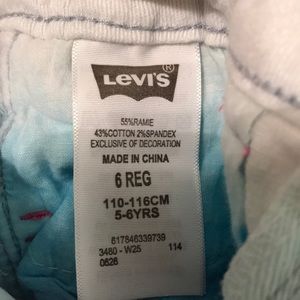 LEVI'S®
55%RAMIE
43%COTTON 2%SPANDEX
EXCLUSIVE OF DECORATION
MADE IN CHINA
6 REG
110-116CM
5-6YRS
617846339739
3480 - W25 114
0626